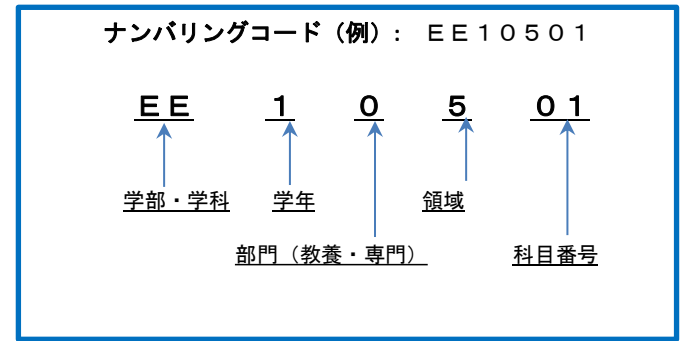 ナンバリングコード（例）： ＥＥ１０５０１
ＥＥ １ ０ ５ ０１
学部・学科 学年 領域
部門（教養・専門） 科目番号